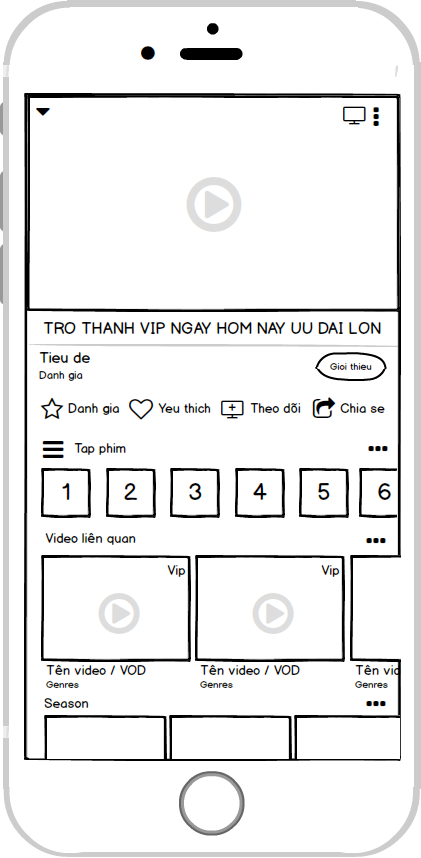 TRO THANH VIP NGAY HOM NAY UU DAI LON
Tieu de
Danh gia
Gioi thieu
Danh gia Yeu thich Theo dõi Chia se
Tap phim
1 2 3 4 5 6
Video liên quan
Vip Vip
Tên video / VOD Tên video / VOD Tên vid
Genres Genres Genres
Season